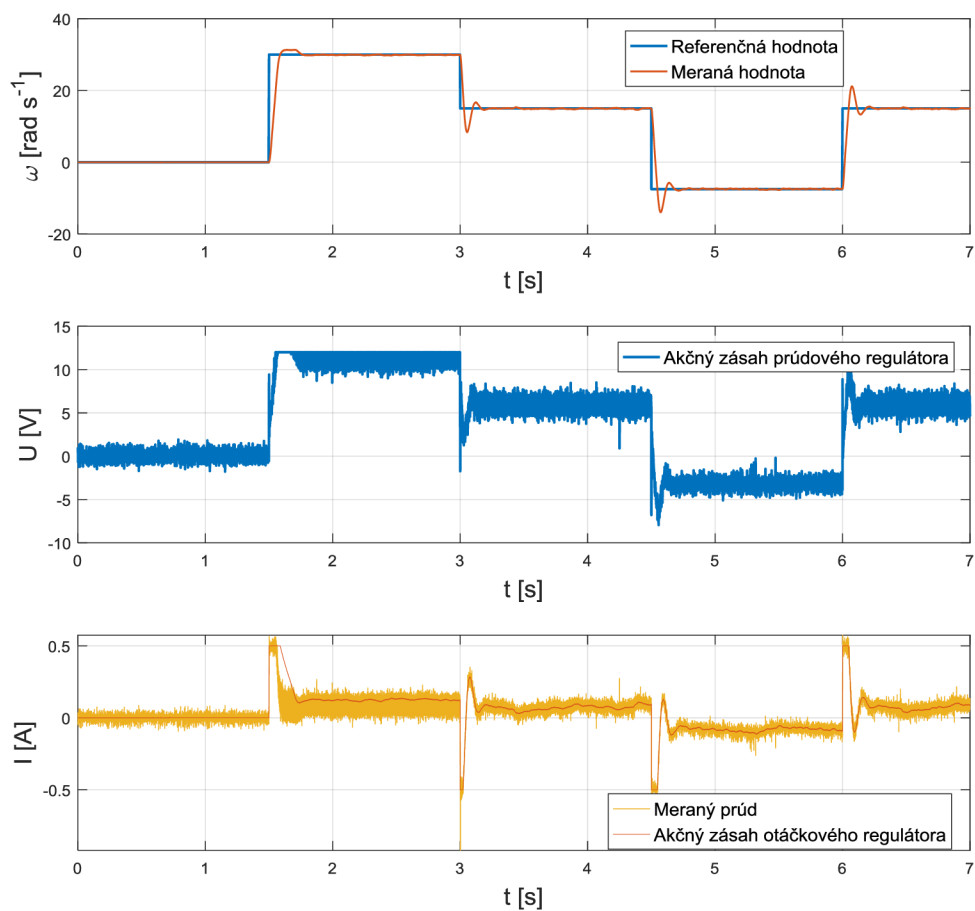 40
20
0
-20
ω [rad s⁻¹]
Referenčná hodnota
Meraná hodnota
0 1 2 3 4 5 6 7
t [s]
15
10
5
0
-5
-10
U [V]
Akčný zásah prúdového regulátora
0 1 2 3 4 5 6 7
t [s]
0.5
0
-0.5
I [A]
Meraný prúd
Akčný zásah otáčkového regulátora
0 1 2 3 4 5 6 7
t [s]